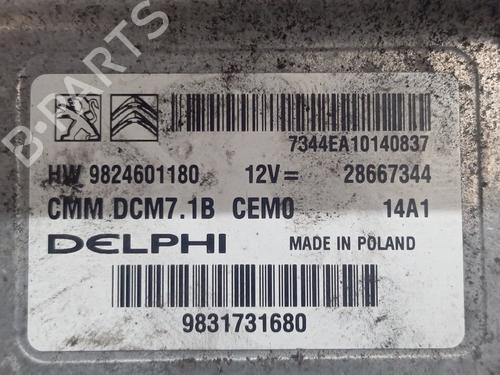 B-PARTS
7344EA10140837
HW 9824601180 12V= 28667344
CMM DCM7.1B CEM0 14A1
DELPHI MADE IN POLAND
9831731680